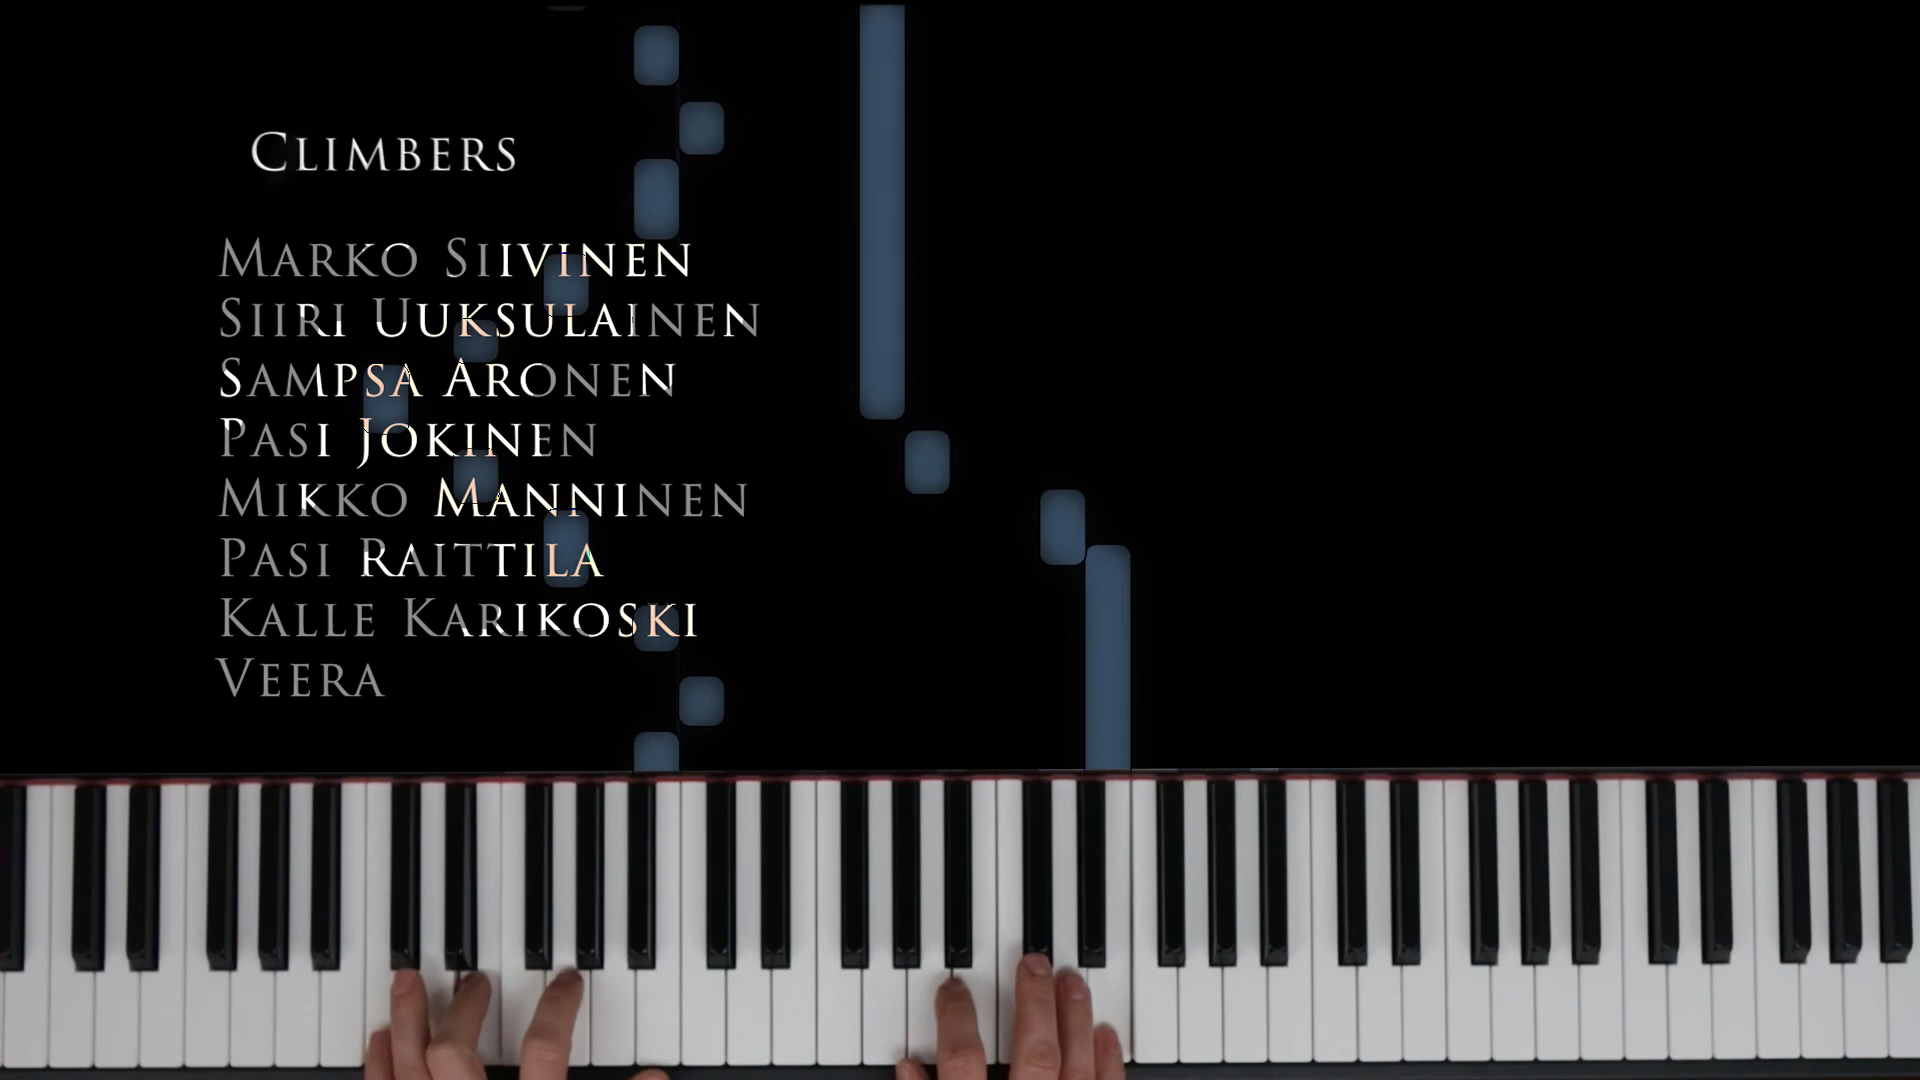 Climbers
Marko Siivinen
Siiri Uuksulainen
Sampsa Aronen
Pasi Jokinen
Mikko Manninen
Pasi Raittila
Kalle Karikoski
Veera